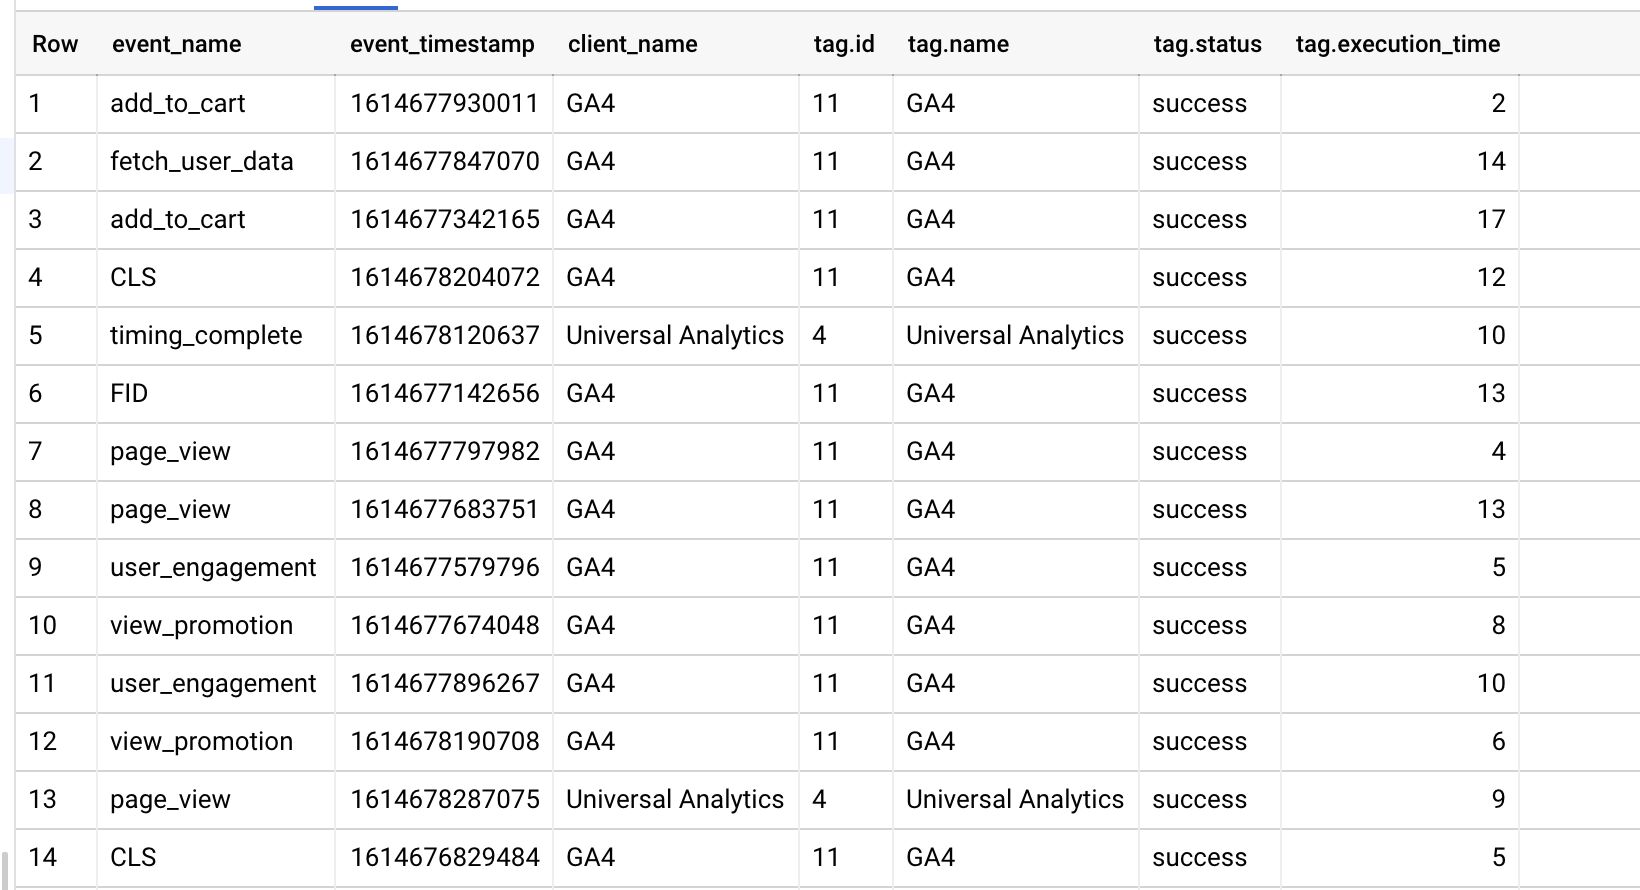 Row event_name event_timestamp client_name tag.id tag.name tag.status tag.execution_time
1 add_to_cart 1614677930011 GA4 11 GA4 success 2
2 fetch_user_data 1614677847070 GA4 11 GA4 success 14
3 add_to_cart 1614677342165 GA4 11 GA4 success 17
4 CLS 1614678204072 GA4 11 GA4 success 12
5 timing_complete 1614678120637 Universal Analytics 4 Universal Analytics success 10
6 FID 1614677142656 GA4 11 GA4 success 13
7 page_view 1614677797982 GA4 11 GA4 success 4
8 page_view 1614677683751 GA4 11 GA4 success 13
9 user_engagement 1614677579796 GA4 11 GA4 success 5
10 view_promotion 1614677674048 GA4 11 GA4 success 8
11 user_engagement 1614677896267 GA4 11 GA4 success 10
12 view_promotion 1614678190708 GA4 11 GA4 success 6
13 page_view 1614678287075 Universal Analytics 4 Universal Analytics success 9
14 CLS 1614676829484 GA4 11 GA4 success 5